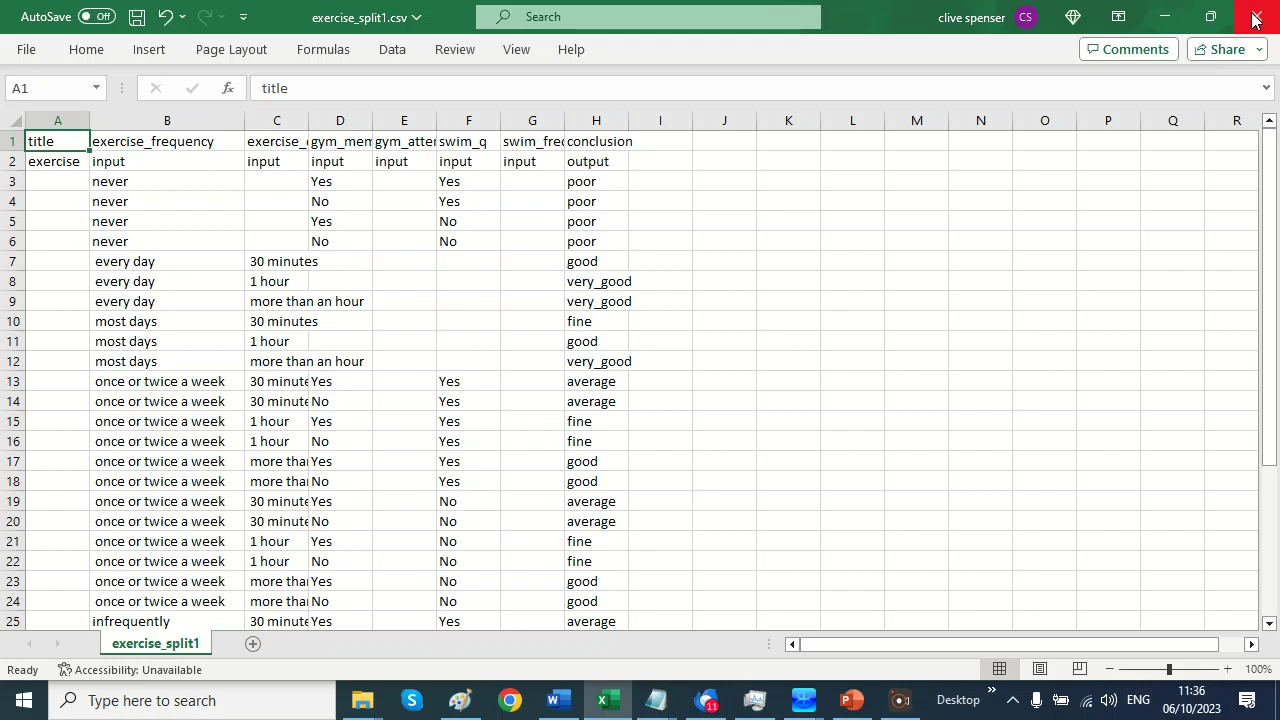 AutoSave Off exercise_split1.csv Search clive spenser CS
File Home Insert Page Layout Formulas Data Review View Help Comments Share
A1 fx title
A B C D E F G H I J K L M N O P Q R
1 title exercise_frequency exercise_ gym_mem gym_atter swim_q swim_fre conclusion
2 exercise input input input input input input output
3 never Yes Yes poor
4 never No Yes poor
5 never Yes No poor
6 never No No poor
7 every day 30 minutes good
8 every day 1 hour very_good
9 every day more than an hour very_good
10 most days 30 minutes fine
11 most days 1 hour good
12 most days more than an hour very_good
13 once or twice a week 30 minute Yes Yes average
14 once or twice a week 30 minute No Yes average
15 once or twice a week 1 hour Yes Yes fine
16 once or twice a week 1 hour No Yes fine
17 once or twice a week more tha Yes Yes good
18 once or twice a week more tha No Yes good
19 once or twice a week 30 minute Yes No average
20 once or twice a week 30 minute No No average
21 once or twice a week 1 hour Yes No fine
22 once or twice a week 1 hour No No fine
23 once or twice a week more tha Yes No good
24 once or twice a week more tha No No good
25 infrequently 30 minute Yes Yes average
exercise_split1
Ready Accessibility: Unavailable 100%
Type here to search 11 Desktop ENG 11:36
06/10/2023